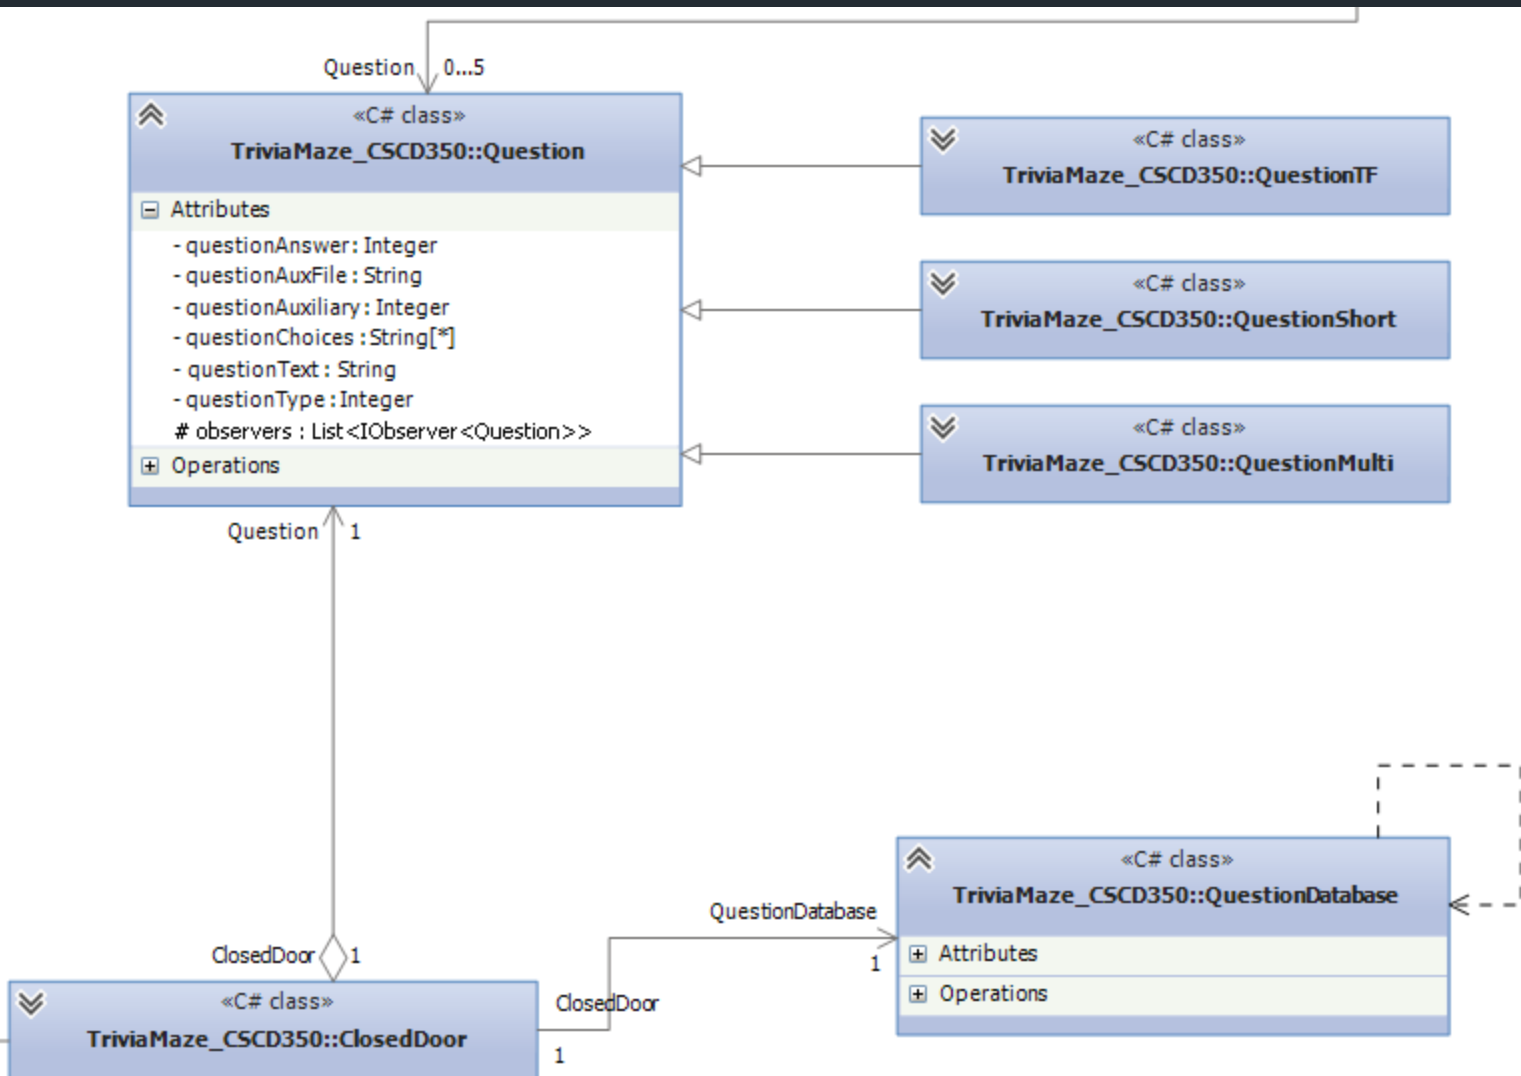 Question 0...5
«C# class»
TriviaMaze_CSCD350::Question
Attributes
- questionAnswer : Integer
- questionAuxFile : String
- questionAuxiliary : Integer
- questionChoices : String[*]
- questionText : String
- questionType : Integer
# observers : List<IObserver<Question>>
Operations
«C# class»
TriviaMaze_CSCD350::QuestionTF
«C# class»
TriviaMaze_CSCD350::QuestionShort
«C# class»
TriviaMaze_CSCD350::QuestionMulti
Question 1
ClosedDoor 1
«C# class»
TriviaMaze_CSCD350::ClosedDoor
ClosedDoor
1
QuestionDatabase
1
«C# class»
TriviaMaze_CSCD350::QuestionDatabase
Attributes
Operations